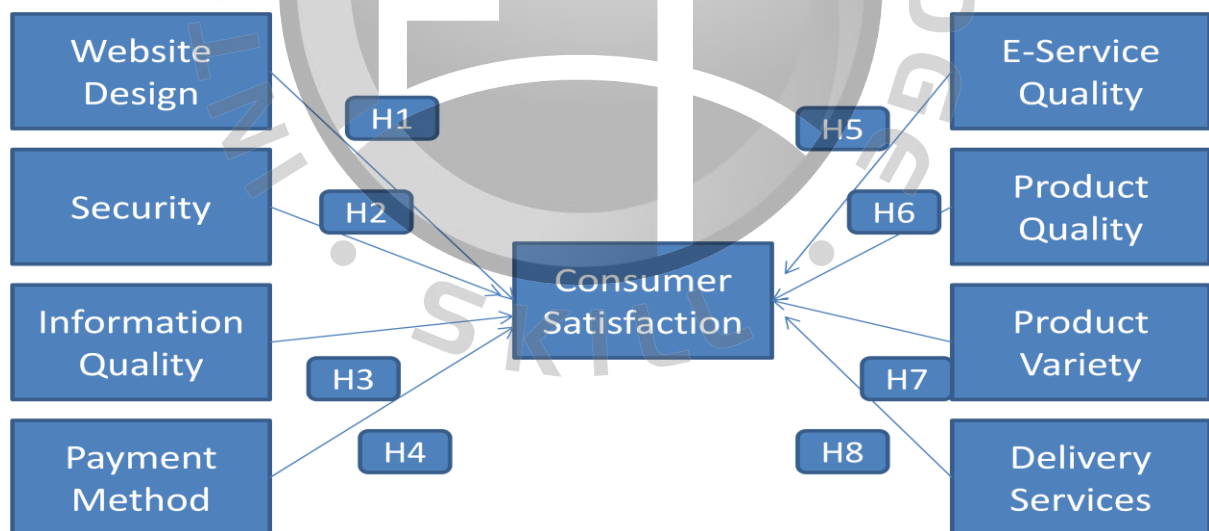 Website
Design
H1
Security
H2
Information
Quality
H3
Payment
Method
H4
Consumer
Satisfaction
E-Service
Quality
H5
Product
Quality
H6
Product
Variety
H7
Delivery
Services
H8
SKILL